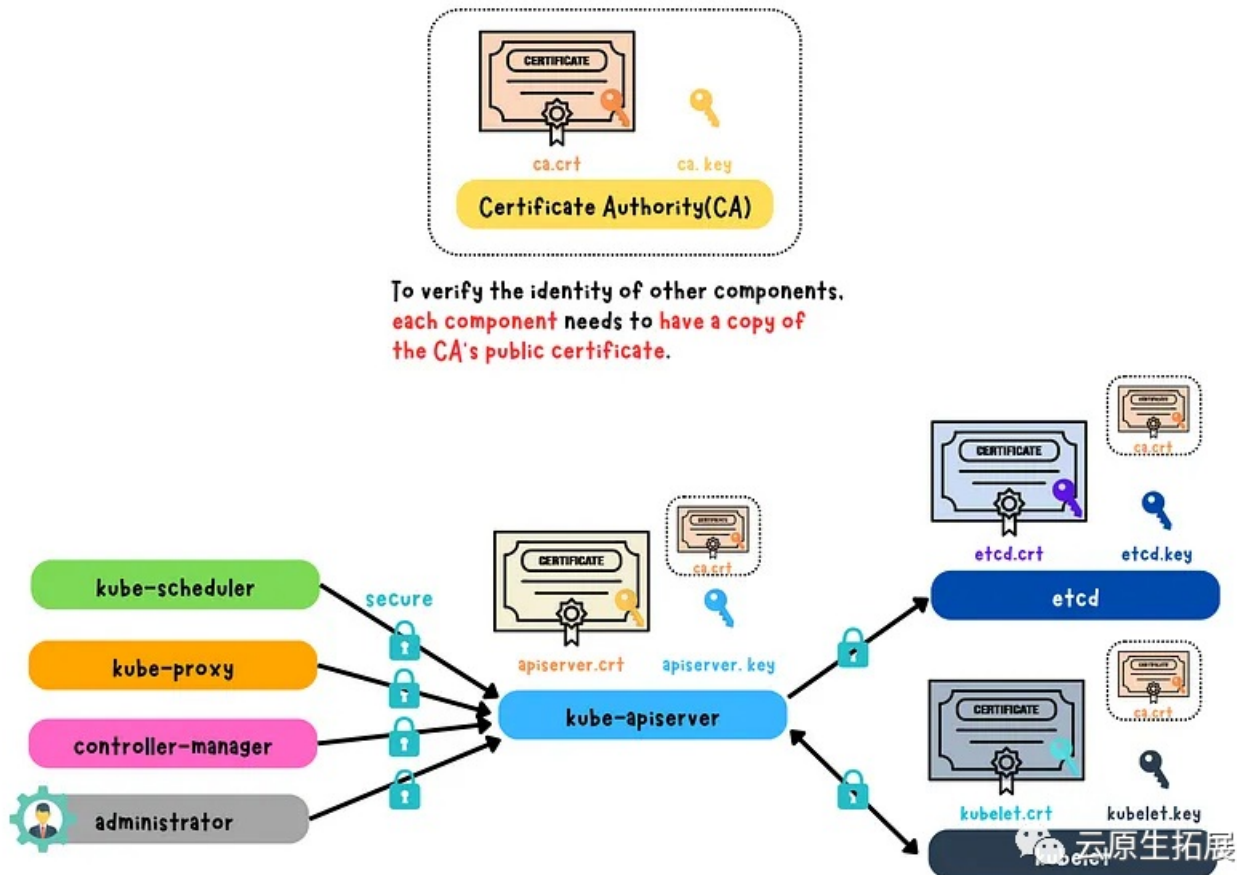 CERTIFICATE
ca.crt
ca. key
Certificate Authority(CA)
To verify the identity of other components,
each component needs to have a copy of
the CA's public certificate.
CERTIFICATE
ca.crt
CERTIFICATE
etcd.crt
etcd.key
etcd
CERTIFICATE
ca.crt
CERTIFICATE
apiserver.crt
apiserver. key
kube-apiserver
kube-scheduler
secure
kube-proxy
controller-manager
administrator
CERTIFICATE
ca.crt
CERTIFICATE
kubelet.crt
kubelet.key
kubelet
云原生拓展